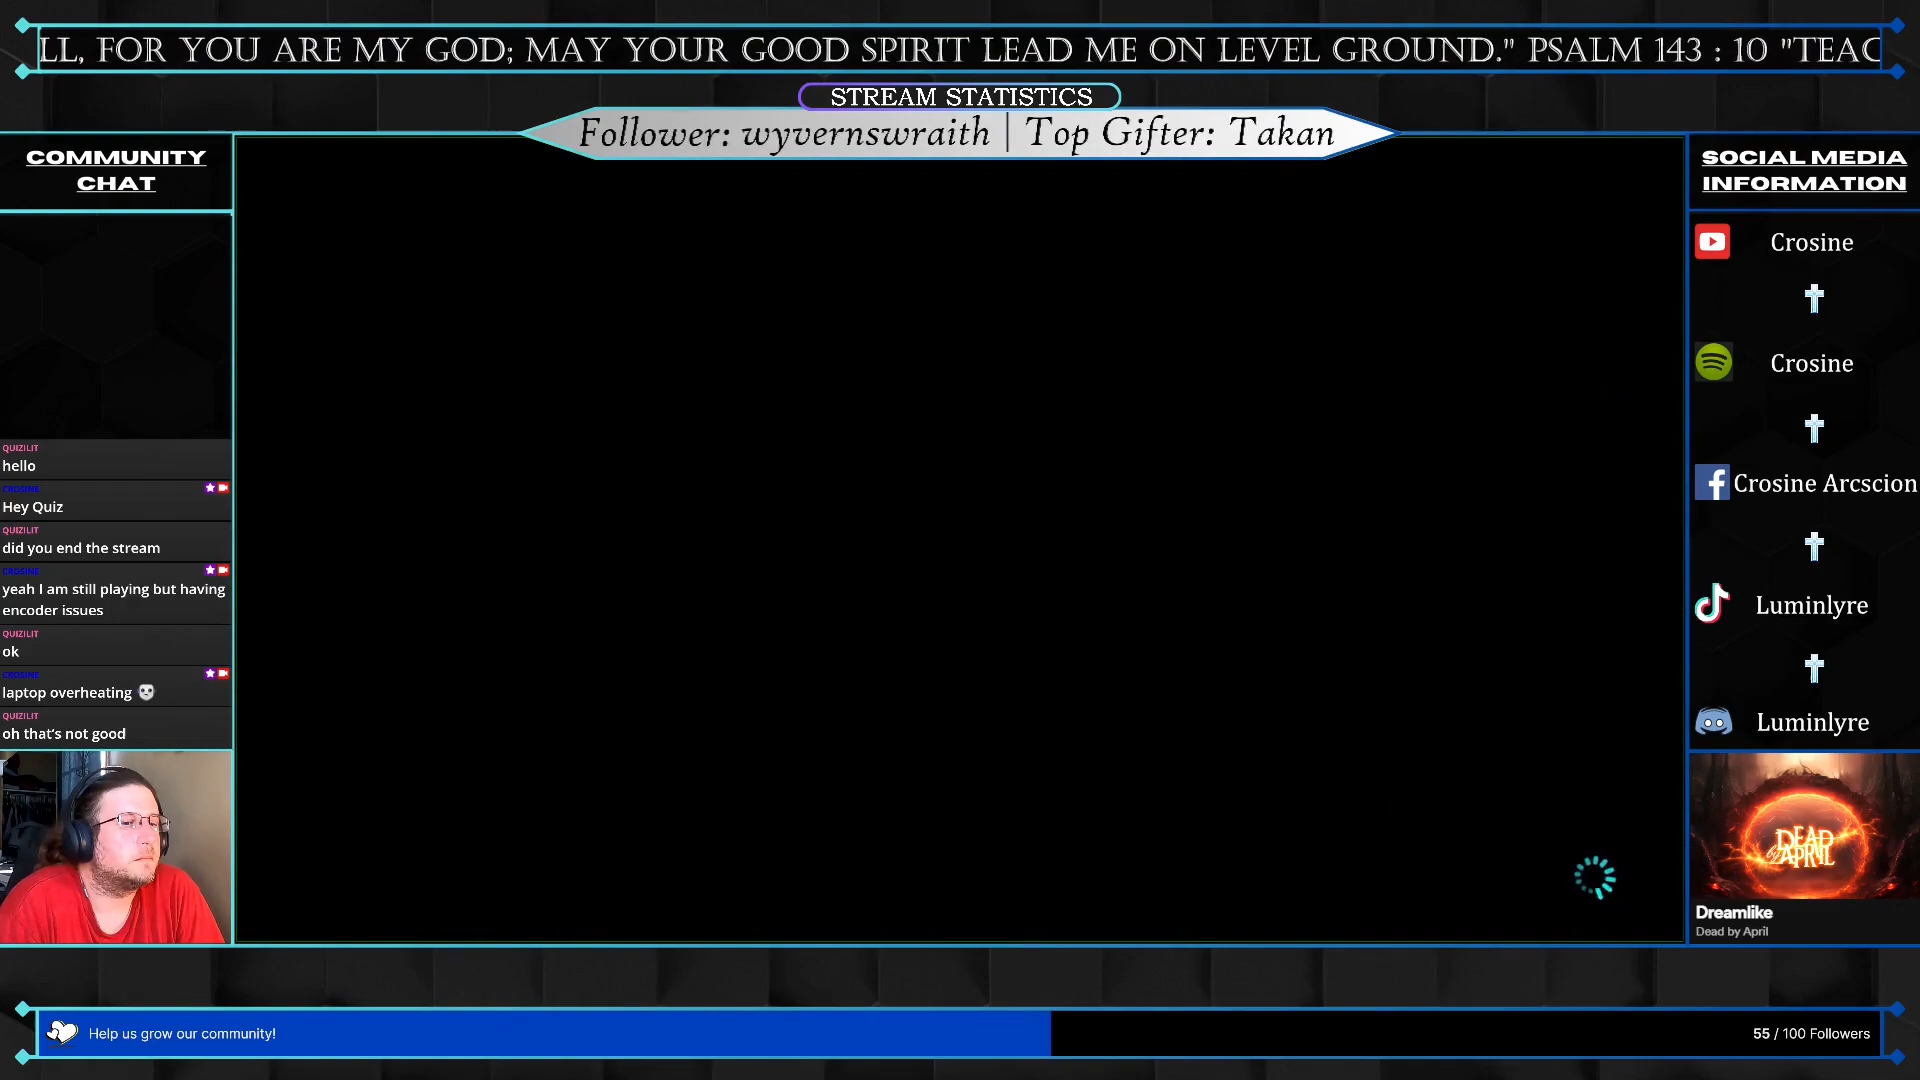 LL, FOR YOU ARE MY GOD; MAY YOUR GOOD SPIRIT LEAD ME ON LEVEL GROUND." PSALM 143 : 10 "TEAC
STREAM STATISTICS
Follower: wyvernswraith | Top Gifter: Takan
COMMUNITY
CHAT
QUIZILIT
hello
CROSINE
Hey Quiz
QUIZILIT
did you end the stream
CROSINE
yeah I am still playing but having
encoder issues
QUIZILIT
ok
CROSINE
laptop overheating 💀
QUIZILIT
oh that's not good
SOCIAL MEDIA
INFORMATION
Crosine
Crosine
Crosine Arcscion
Luminlyre
Luminlyre
DEAD
by APRIL
Dreamlike
Dead by April
Help us grow our community!
55 / 100 Followers